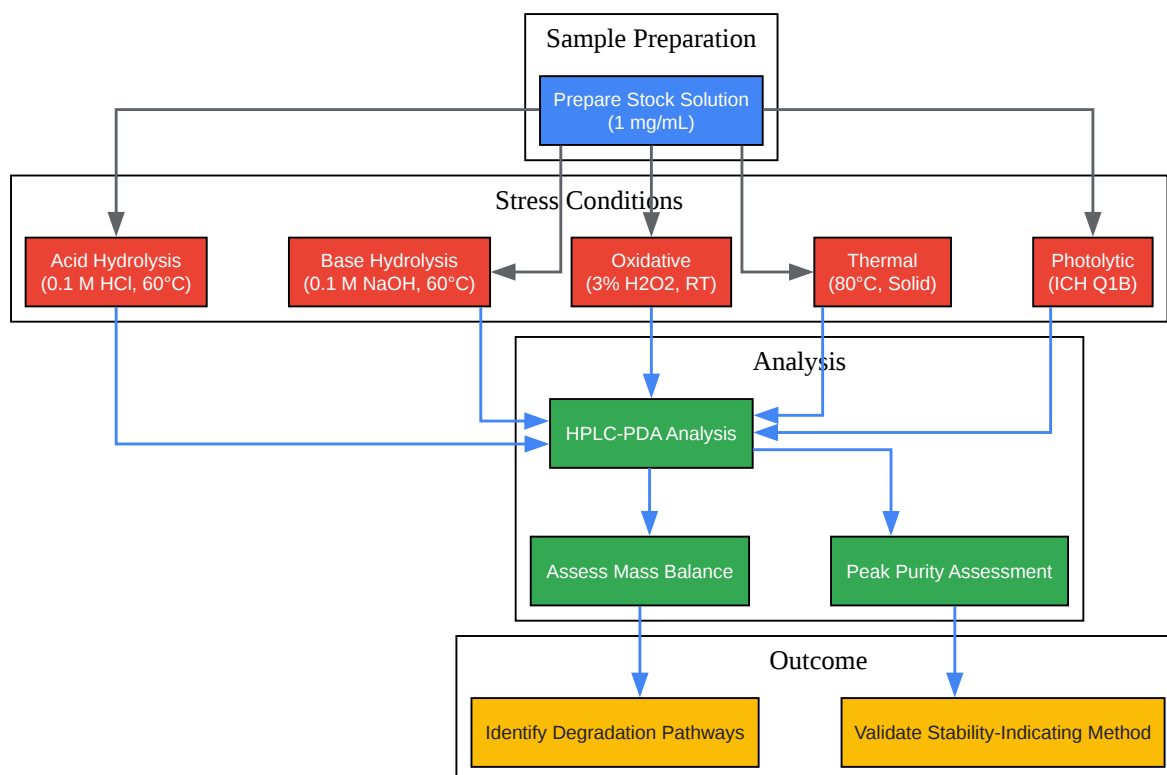 Sample Preparation
Prepare Stock Solution
(1 mg/mL)
Stress Conditions
Acid Hydrolysis
(0.1 M HCl, 60°C)
Base Hydrolysis
(0.1 M NaOH, 60°C)
Oxidative
(3% H2O2, RT)
Thermal
(80°C, Solid)
Photolytic
(ICH Q1B)
Analysis
HPLC-PDA Analysis
Assess Mass Balance
Peak Purity Assessment
Outcome
Identify Degradation Pathways
Validate Stability-Indicating Method